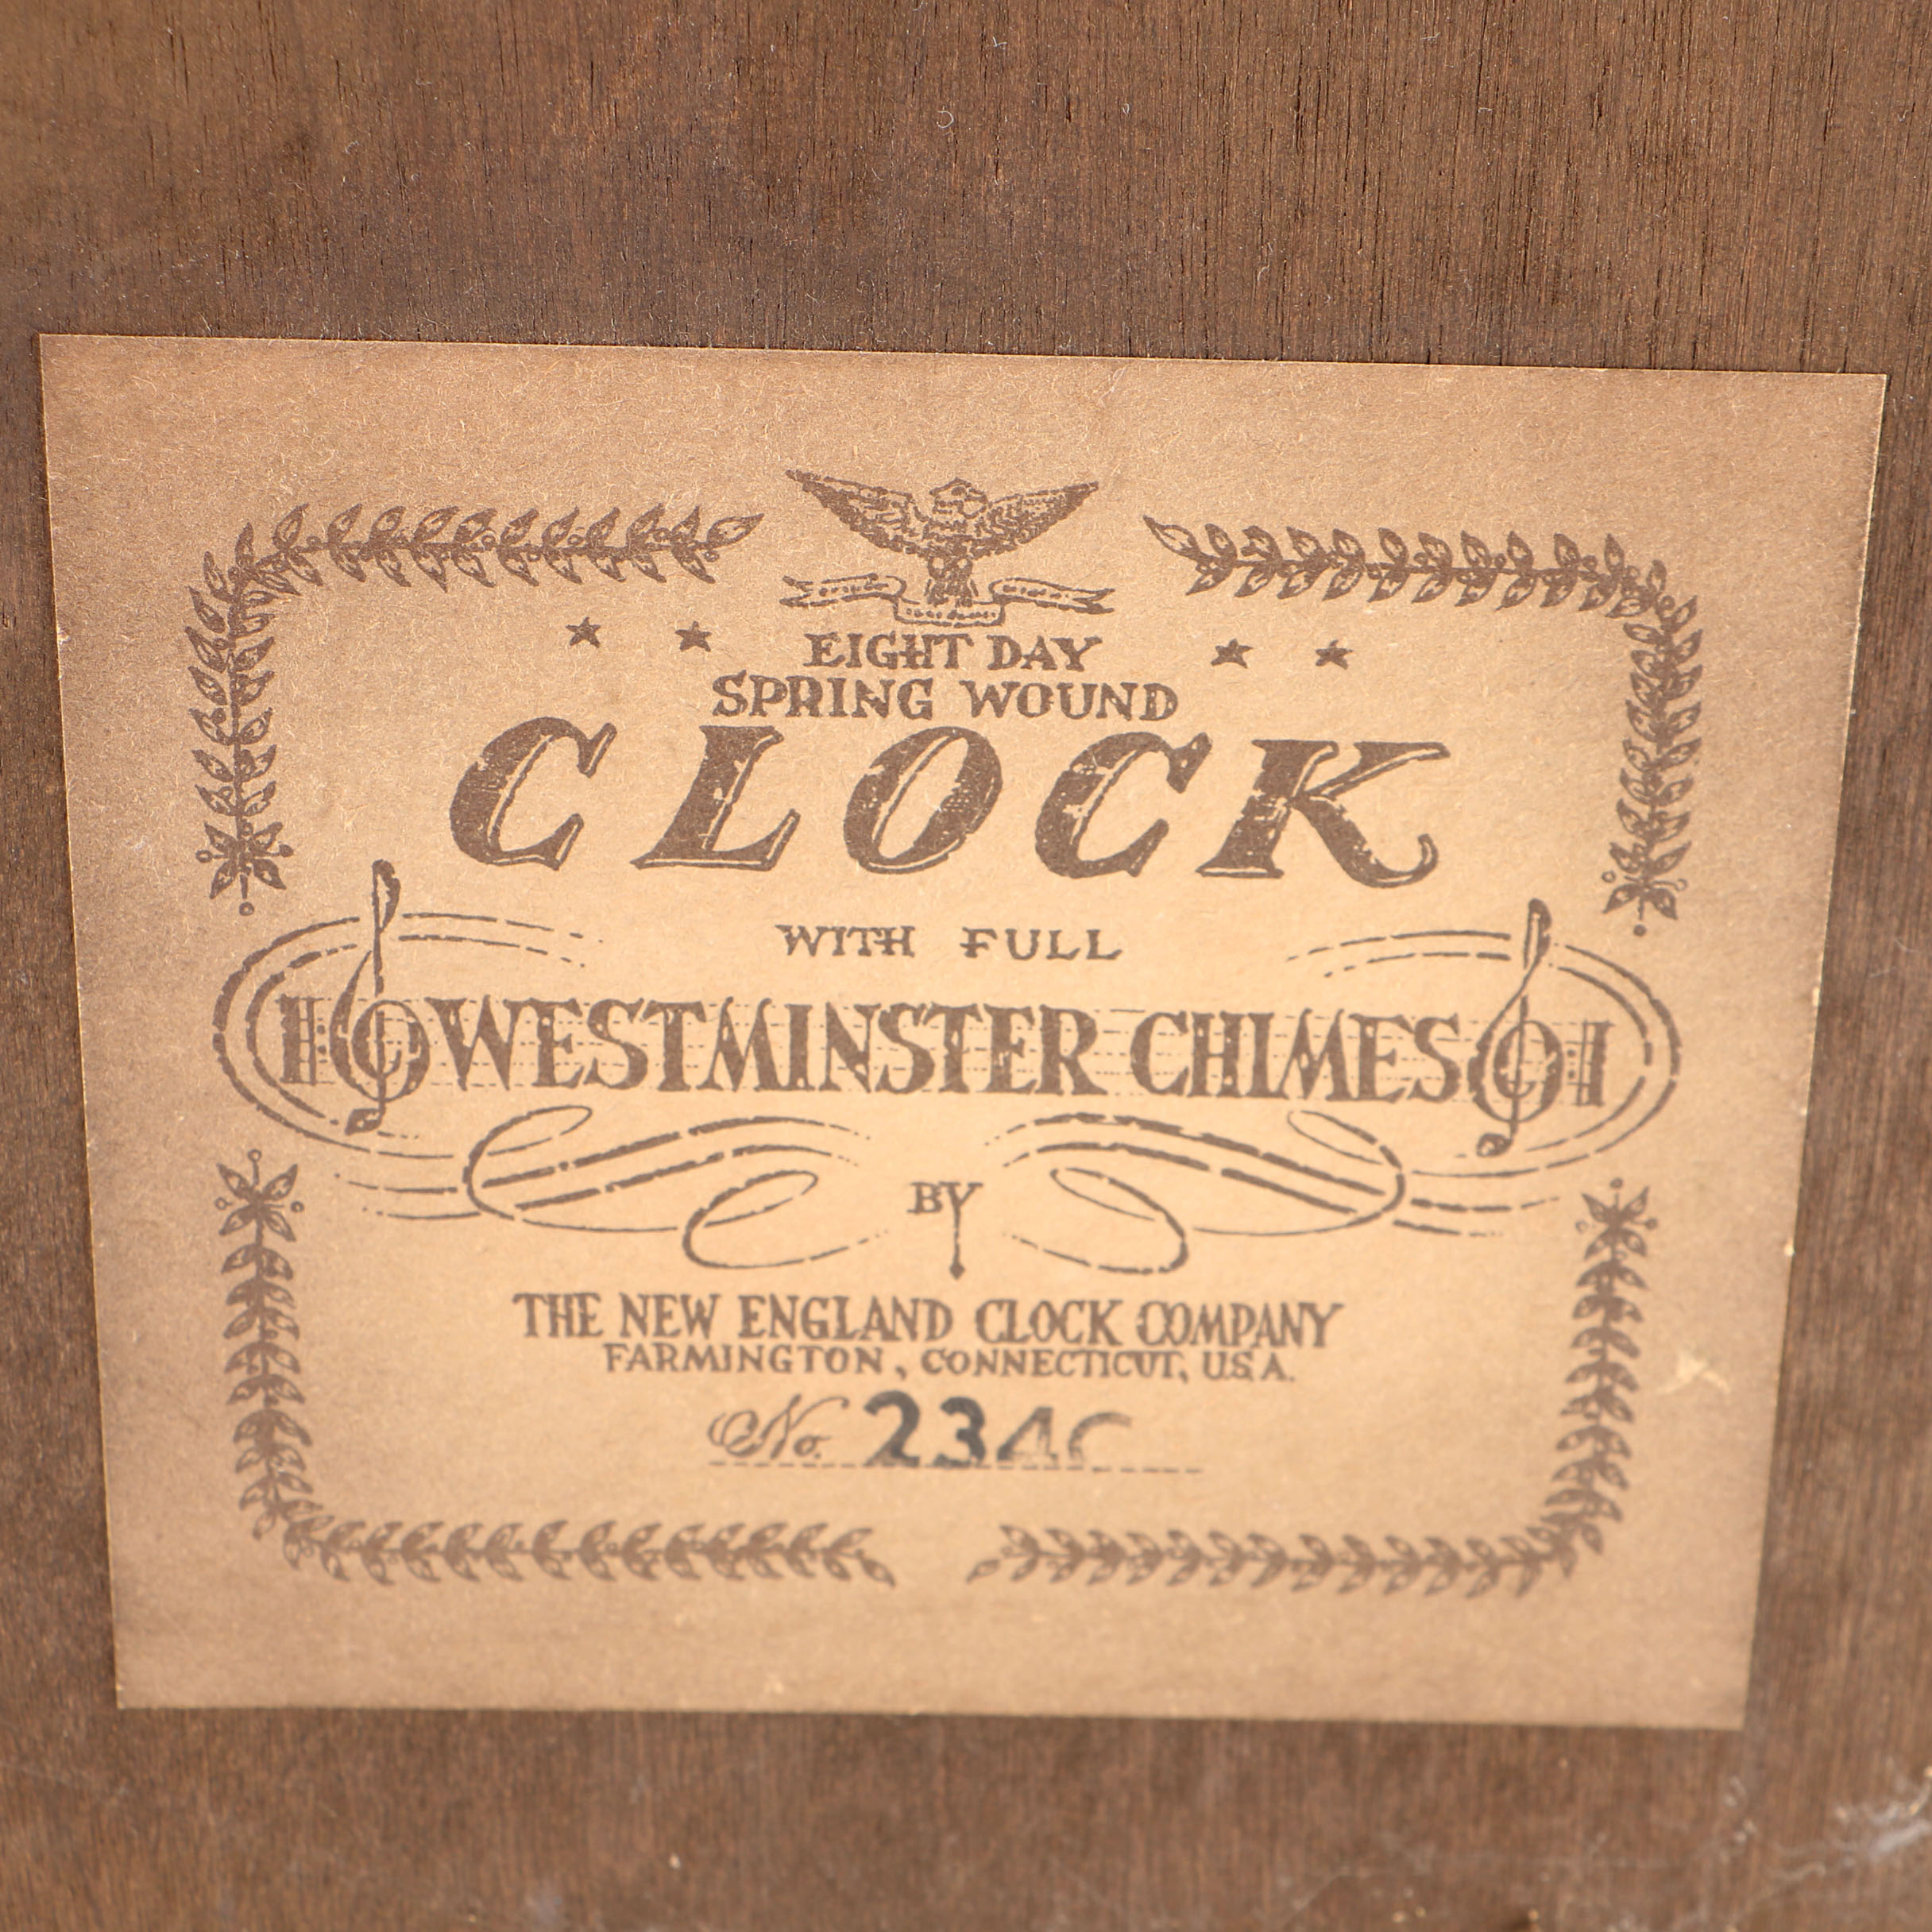 EIGHT DAY
SPRING WOUND
CLOCK
WITH FULL
WESTMINSTER CHIMES
BY
THE NEW ENGLAND CLOCK COMPANY
FARMINGTON, CONNECTICUT, U.S.A.
No.